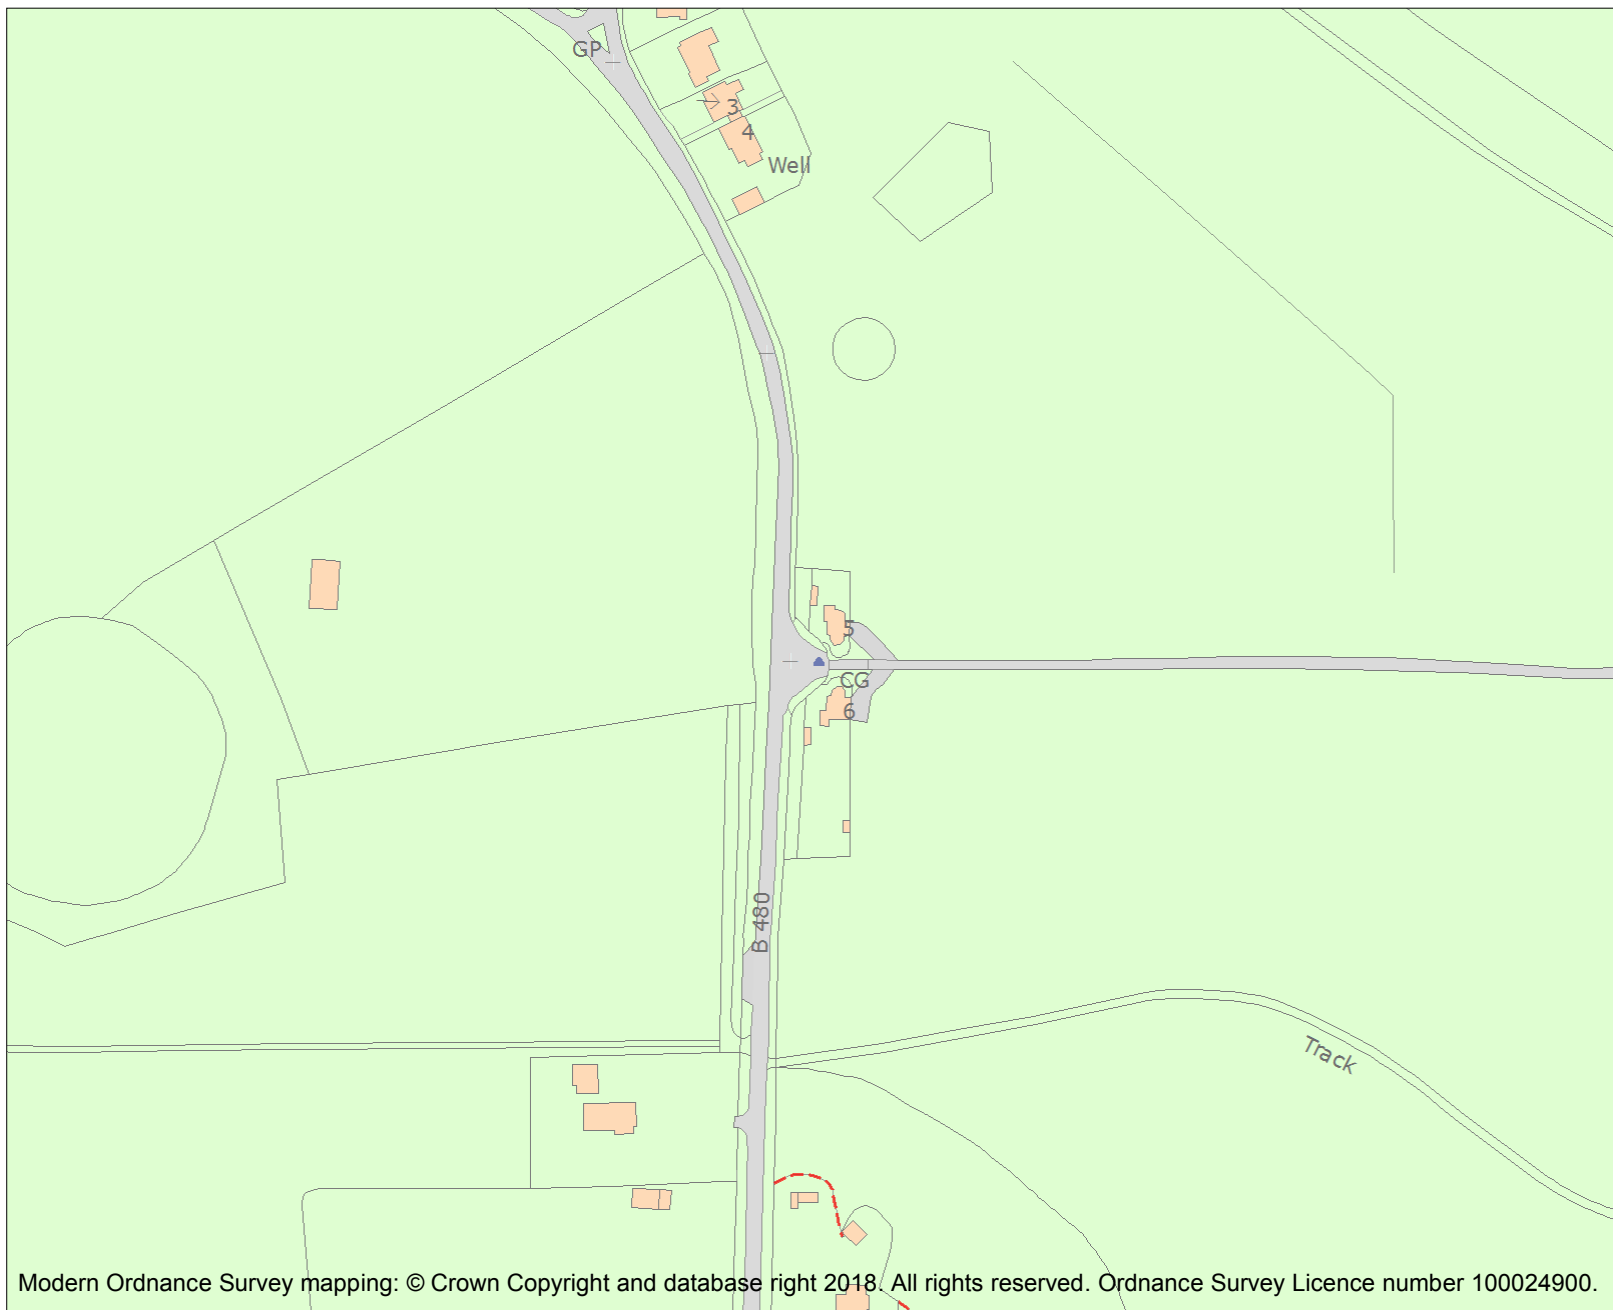 GP
3
4
Well
5
CG
6
B 480
Track
Modern Ordnance Survey mapping: © Crown Copyright and database right 2018. All rights reserved. Ordnance Survey Licence number 100024900.